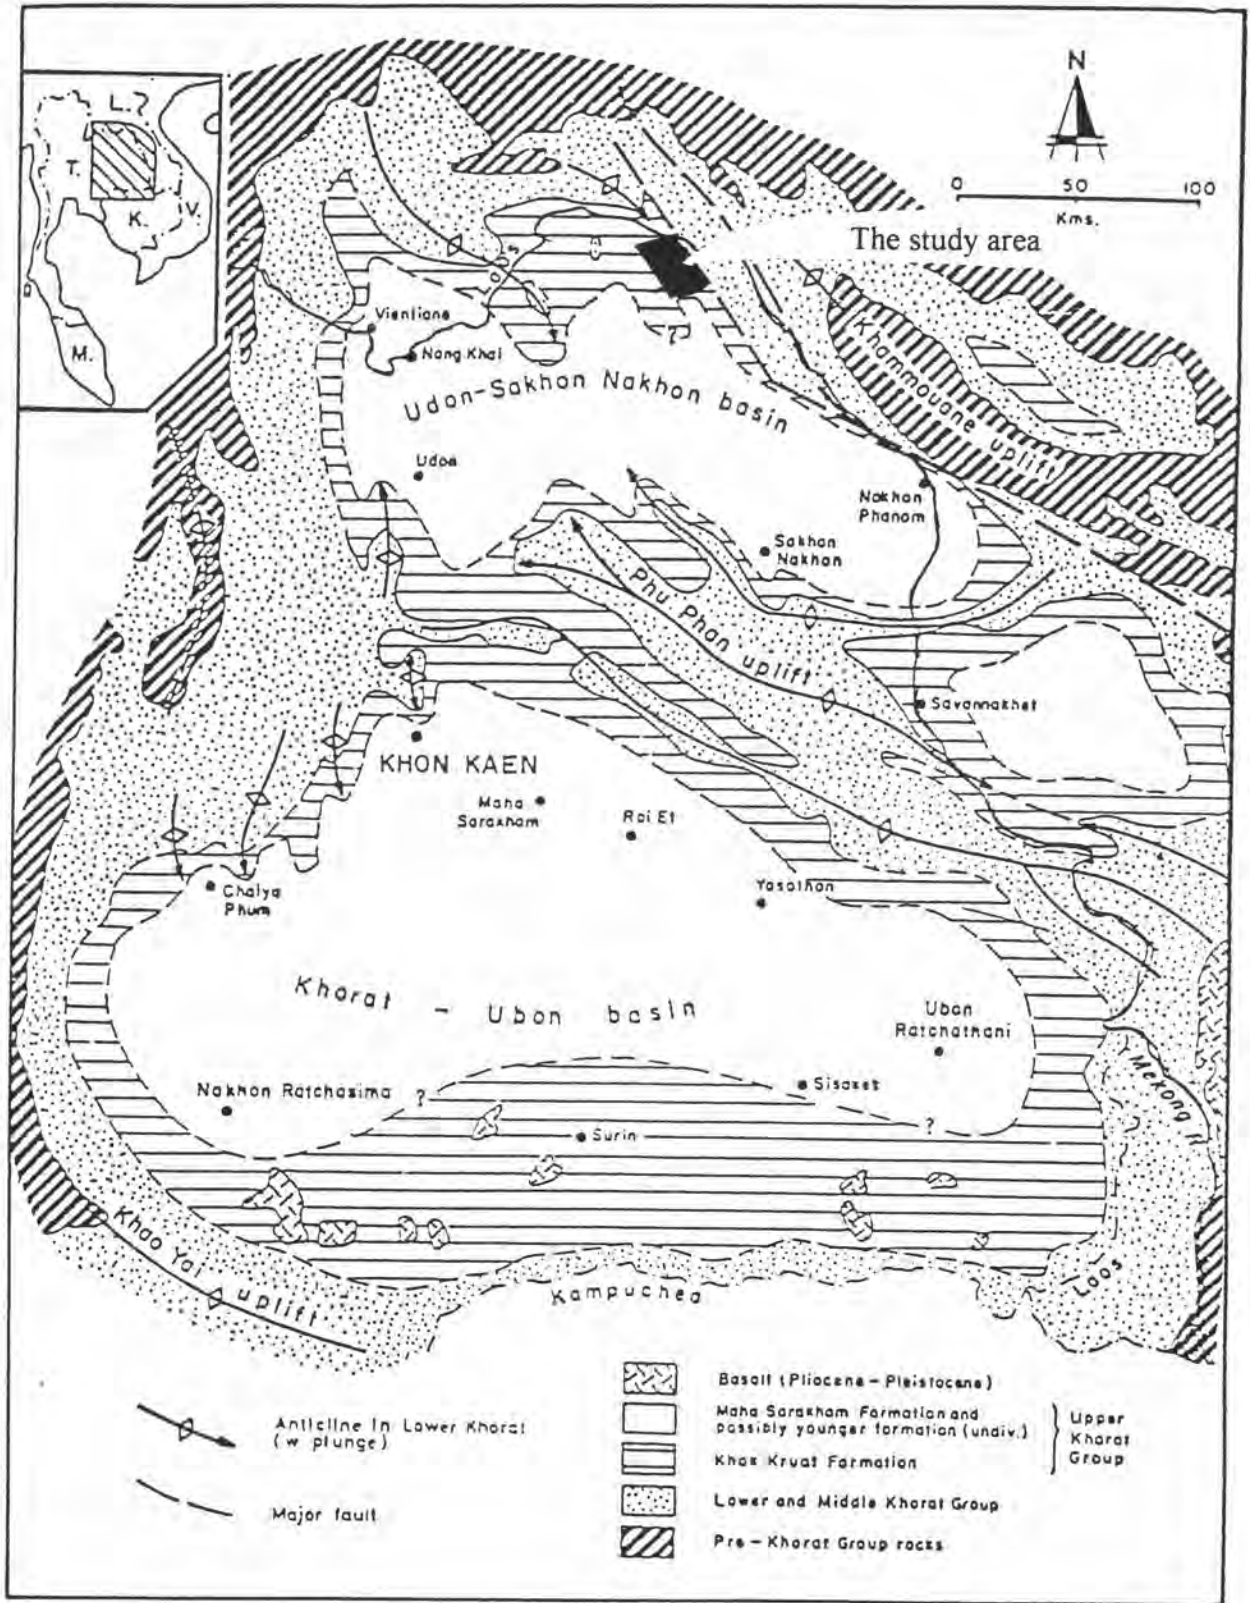 N
0 50 100
Kms.
The study area
L.
T.
K.
V.
M.
Vientiane
Nong Khai
Udon-Sakhon Nakhon basin
Khammouane uplift
Udon
Nakhon
Phanom
Sakhon
Nakhon
Phu Phan uplift
Savannakhet
KHON KAEN
Maha
Sarakham
Roi Et
Chaiya
Phum
Yasothon
Khorat - Ubon basin
Ubon
Ratchathani
Nakhon Ratchasima
?
Sisaket
?
Surin
Mekong R.
Khao Yai uplift
Laos
Kampuchea
Anticline in Lower Khorat
(w plunge)
Major fault
Basalt (Pliocene - Pleistocene)
Maha Sarakham Formation and
possibly younger formation (undiv.)
Khok Kruat Formation
Upper
Khorat
Group
Lower and Middle Khorat Group
Pre - Khorat Group rocks